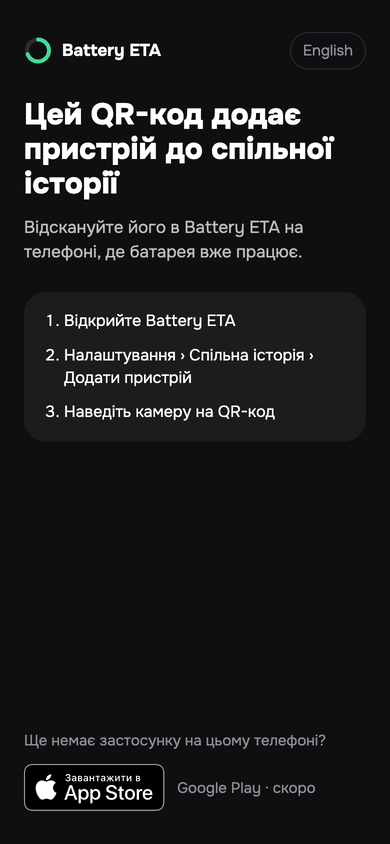 Battery ETA
English
Цей QR-код додає
пристрій до спільної
історії
Відскануйте його в Battery ETA на
телефоні, де батарея вже працює.
1. Відкрийте Battery ETA
2. Налаштування › Спільна історія ›
Додати пристрій
3. Наведіть камеру на QR-код
Ще немає застосунку на цьому телефоні?
Завантажити в
App Store
Google Play · скоро